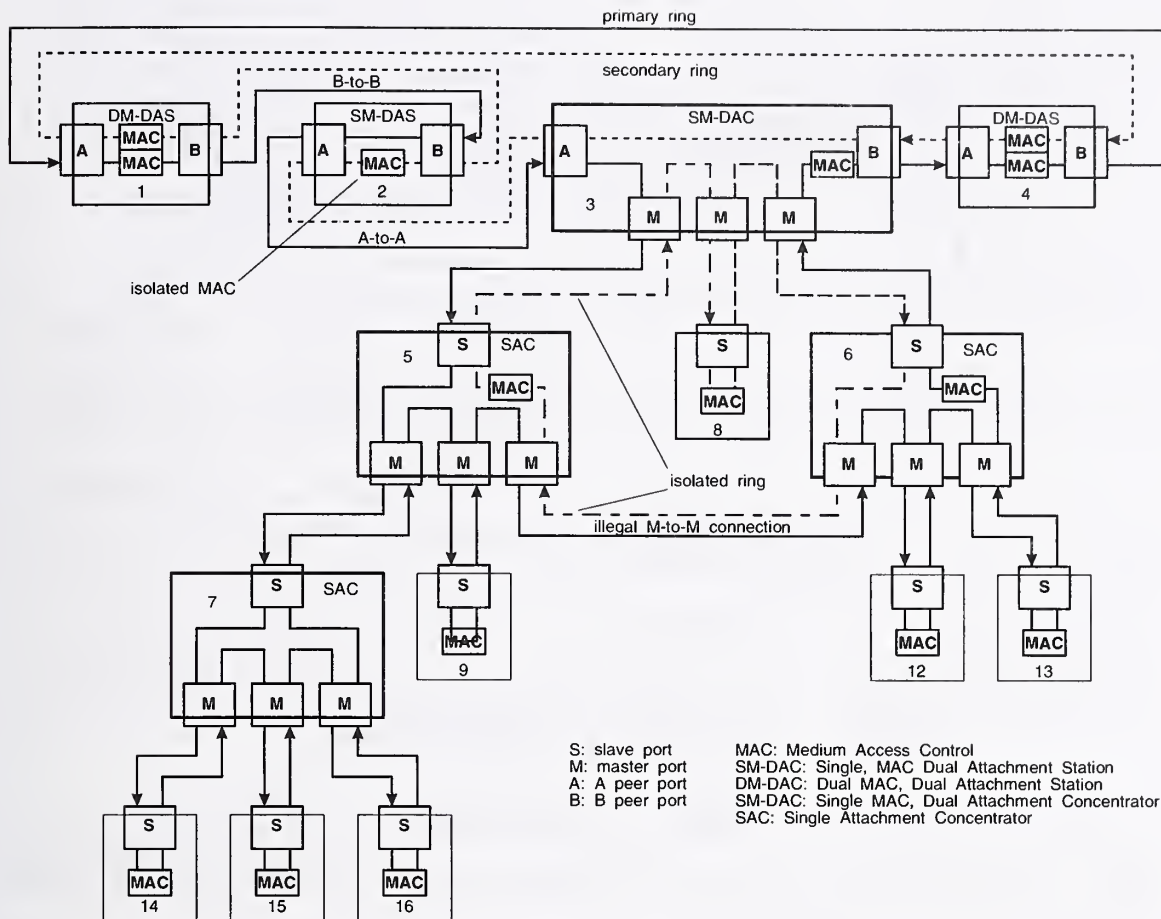 primary ring
secondary ring
B-to-B
DM-DAS
SM-DAS
SM-DAC
DM-DAS
A
MAC
MAC
B
A
MAC
B
A
MAC
B
A
MAC
MAC
B
1
2
3
4
M
M
M
A-to-A
isolated MAC
S
SAC
5
MAC
M
M
M
S
MAC
8
6
S
SAC
MAC
M
M
M
isolated ring
illegal M-to-M connection
7
S
SAC
M
M
M
S
MAC
9
S
MAC
12
S
MAC
13
S
MAC
14
S
MAC
15
S
MAC
16
S: slave port
M: master port
A: A peer port
B: B peer port
MAC: Medium Access Control
SM-DAC: Single, MAC Dual Attachment Station
DM-DAC: Dual MAC, Dual Attachment Station
SM-DAC: Single MAC, Dual Attachment Concentrator
SAC: Single Attachment Concentrator